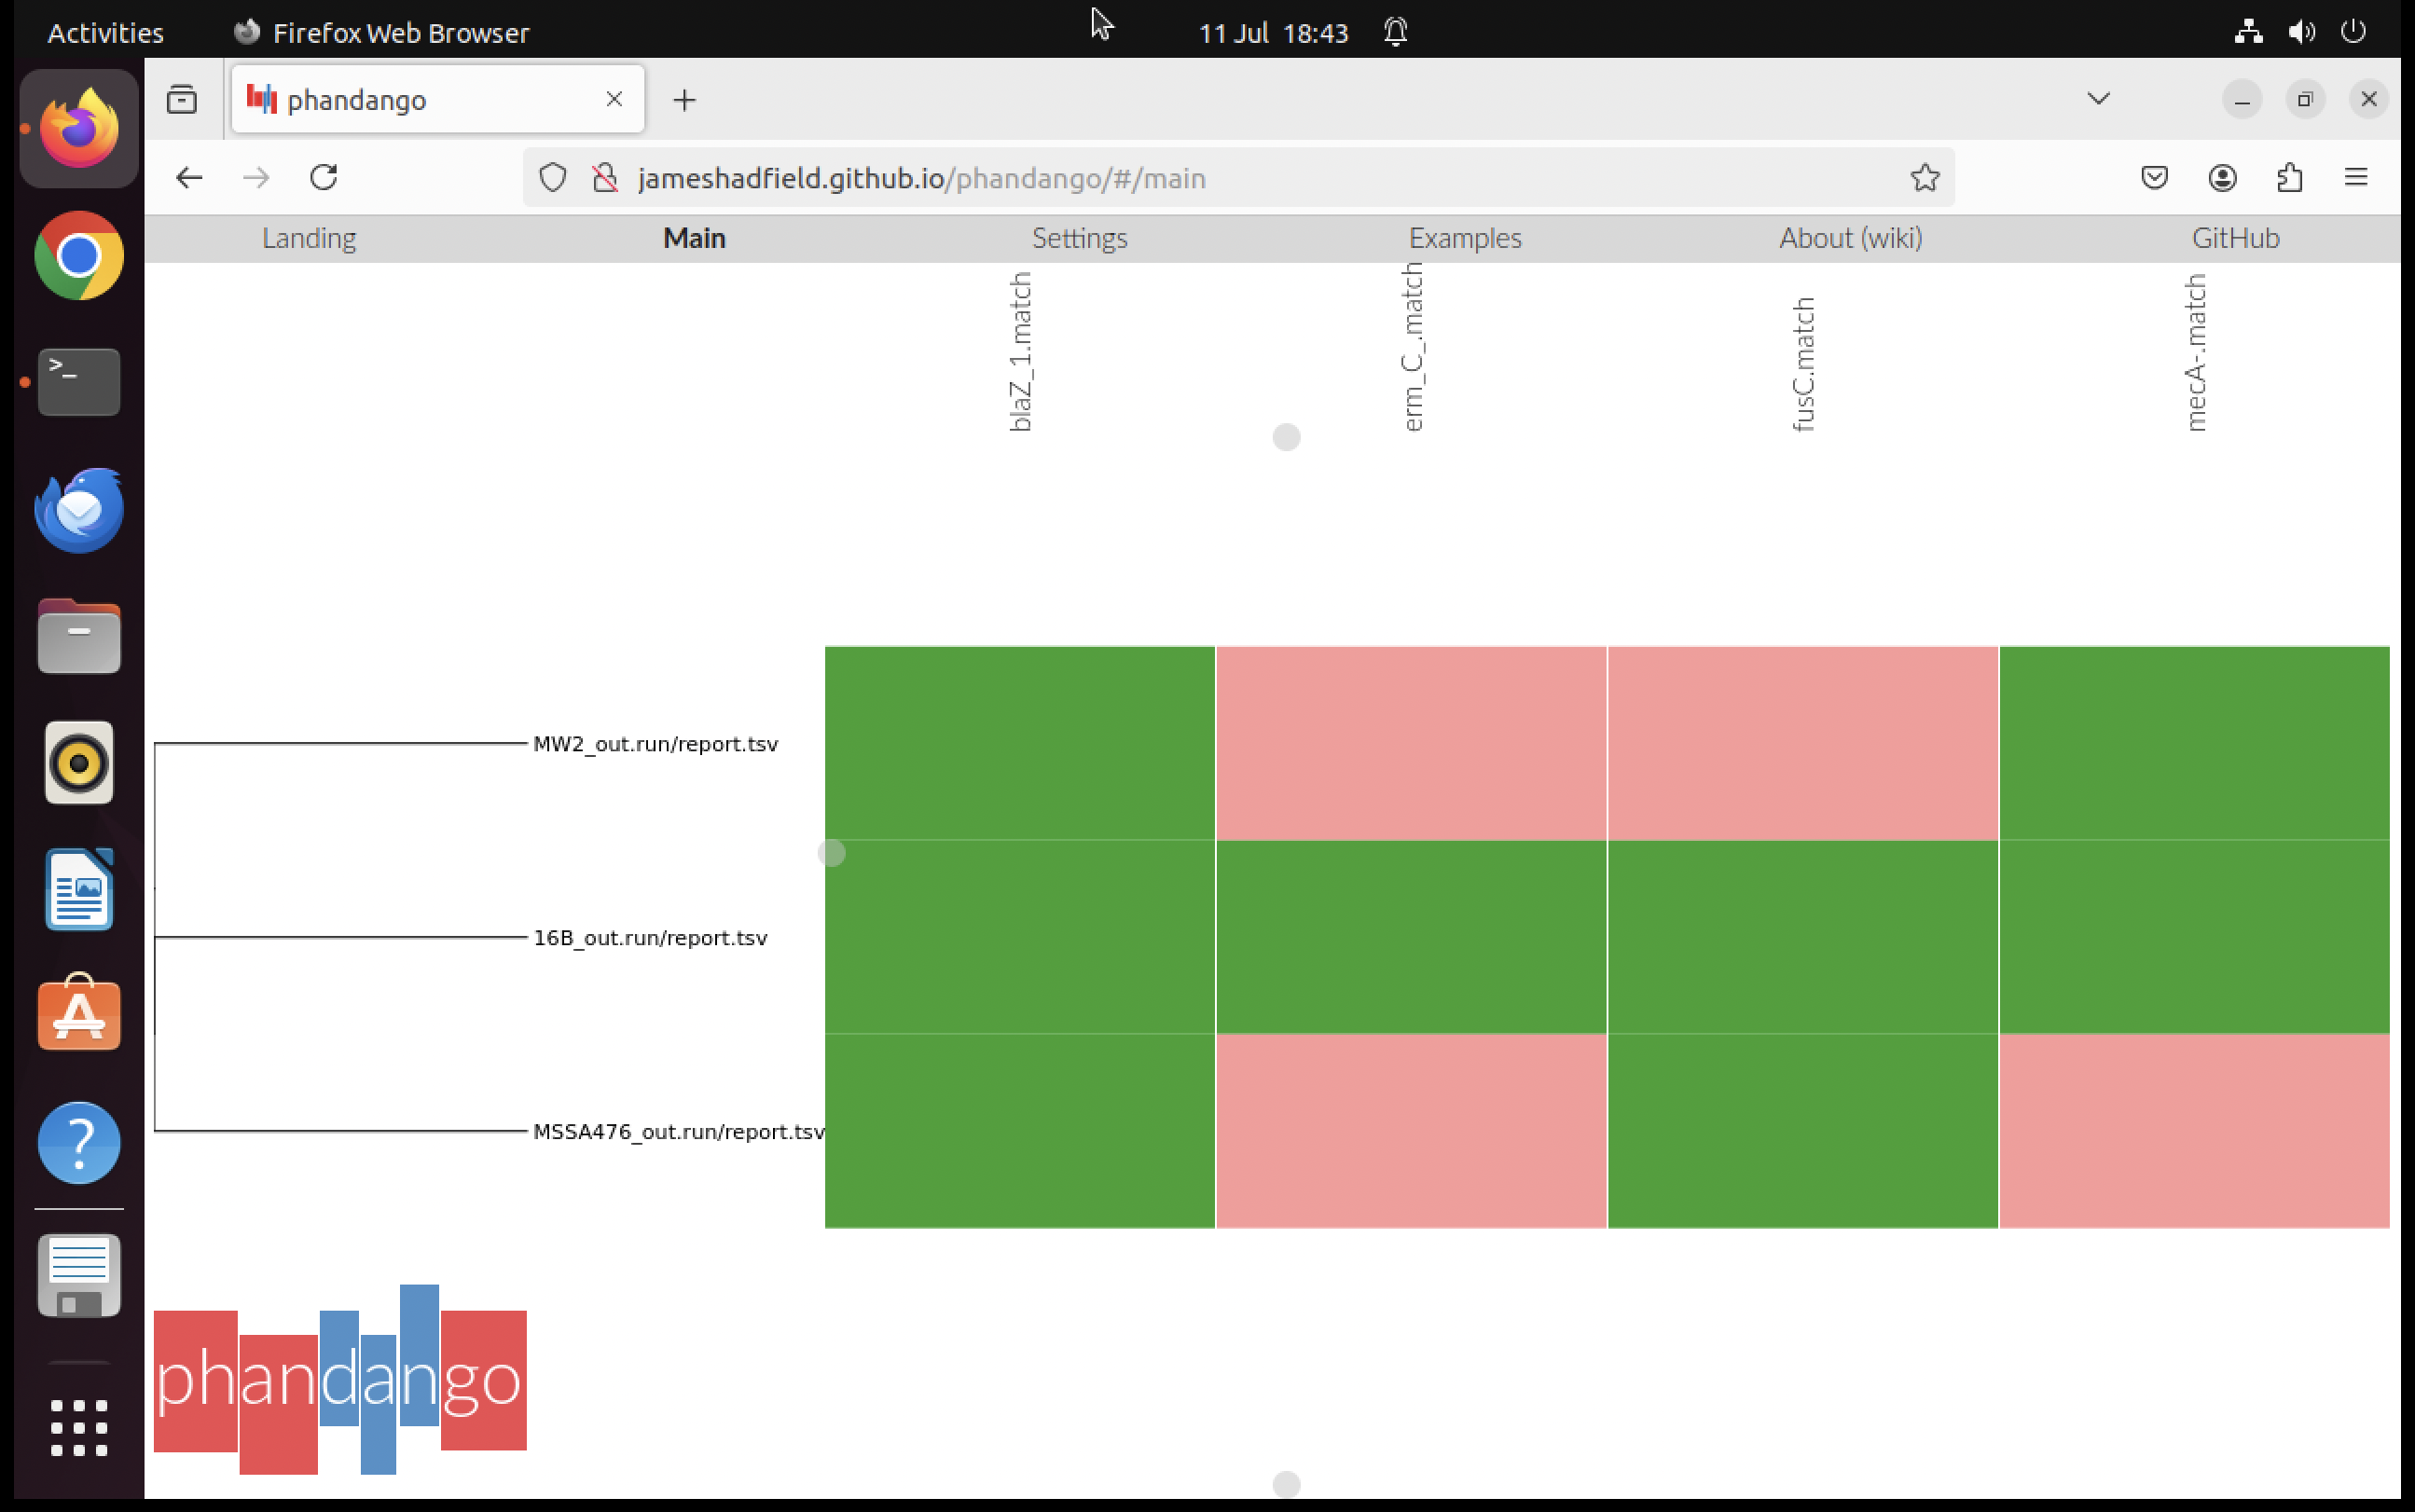 Activities Firefox Web Browser 11 Jul 18:43
phandango
jameshadfield.github.io/phandango/#/main
Landing Main Settings Examples About (wiki) GitHub
blaZ_1.match
erm_C_.match
fusC.match
mecA-.match
MW2_out.run/report.tsv
16B_out.run/report.tsv
MSSA476_out.run/report.tsv
phandango